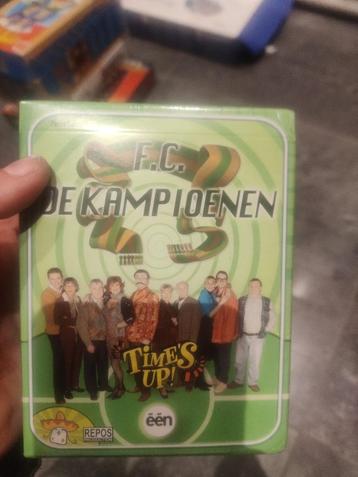 F.C.
DE KAMPIOENEN
TIME'S
UP!
één
REPOS